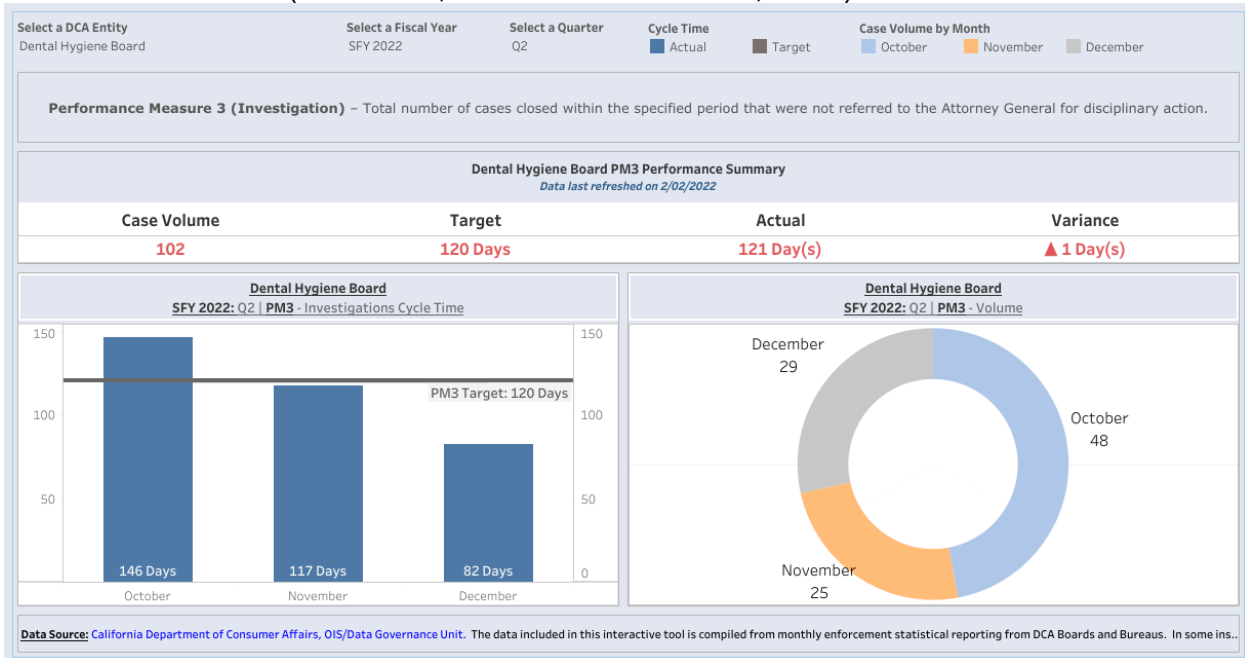 Select a DCA Entity
Dental Hygiene Board
Select a Fiscal Year
SFY 2022
Select a Quarter
Q2
Cycle Time
Actual
Target
Case Volume by Month
October
November
December
Performance Measure 3 (Investigation) – Total number of cases closed within the specified period that were not referred to the Attorney General for disciplinary action.
Dental Hygiene Board PM3 Performance Summary
Data last refreshed on 2/02/2022
Case Volume Target Actual Variance
102 120 Days 121 Day(s) ▲ 1 Day(s)
Dental Hygiene Board
SFY 2022: Q2 | PM3 - Investigations Cycle Time
150
100
50
150
100
50
0
PM3 Target: 120 Days
146 Days
117 Days
82 Days
October
November
December
Dental Hygiene Board
SFY 2022: Q2 | PM3 - Volume
December
29
October
48
November
25
Data Source: California Department of Consumer Affairs, OIS/Data Governance Unit. The data included in this interactive tool is compiled from monthly enforcement statistical reporting from DCA Boards and Bureaus. In some ins..